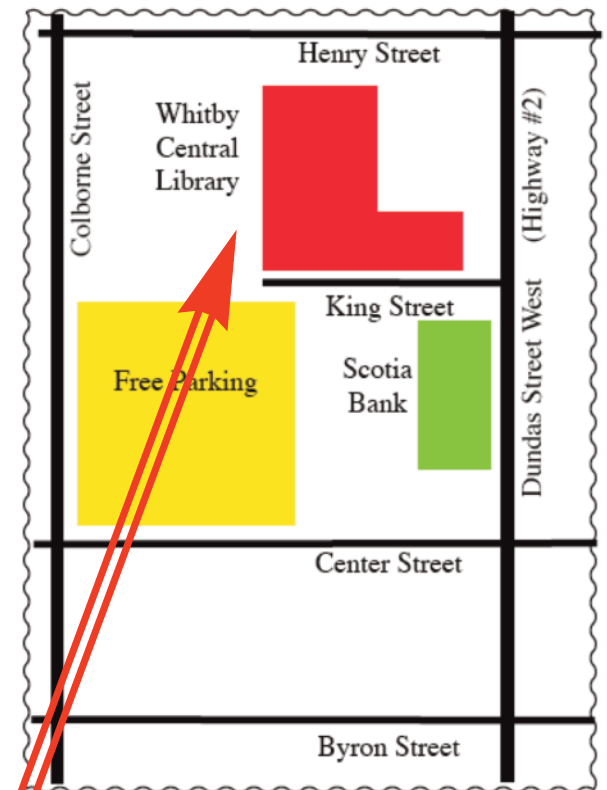 Henry Street
Whitby
Central
Library
Colborne Street
(Highway #2)
King Street
Free Parking
Scotia
Bank
Dundas Street West
Center Street
Byron Street